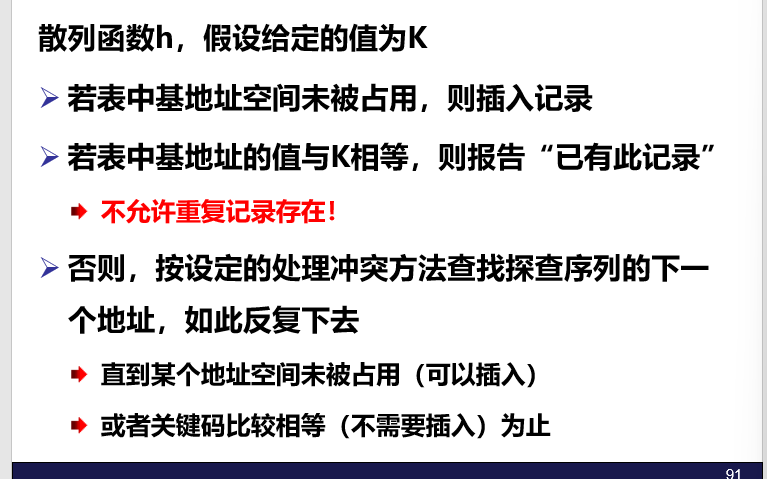 散列函数h，假设给定的值为K
若表中基地址空间未被占用，则插入记录
若表中基地址的值与K相等，则报告“已有此记录”
不允许重复记录存在！
否则，按设定的处理冲突方法查找探查序列的下一
个地址，如此反复下去
直到某个地址空间未被占用（可以插入）
或者关键码比较相等（不需要插入）为止
91